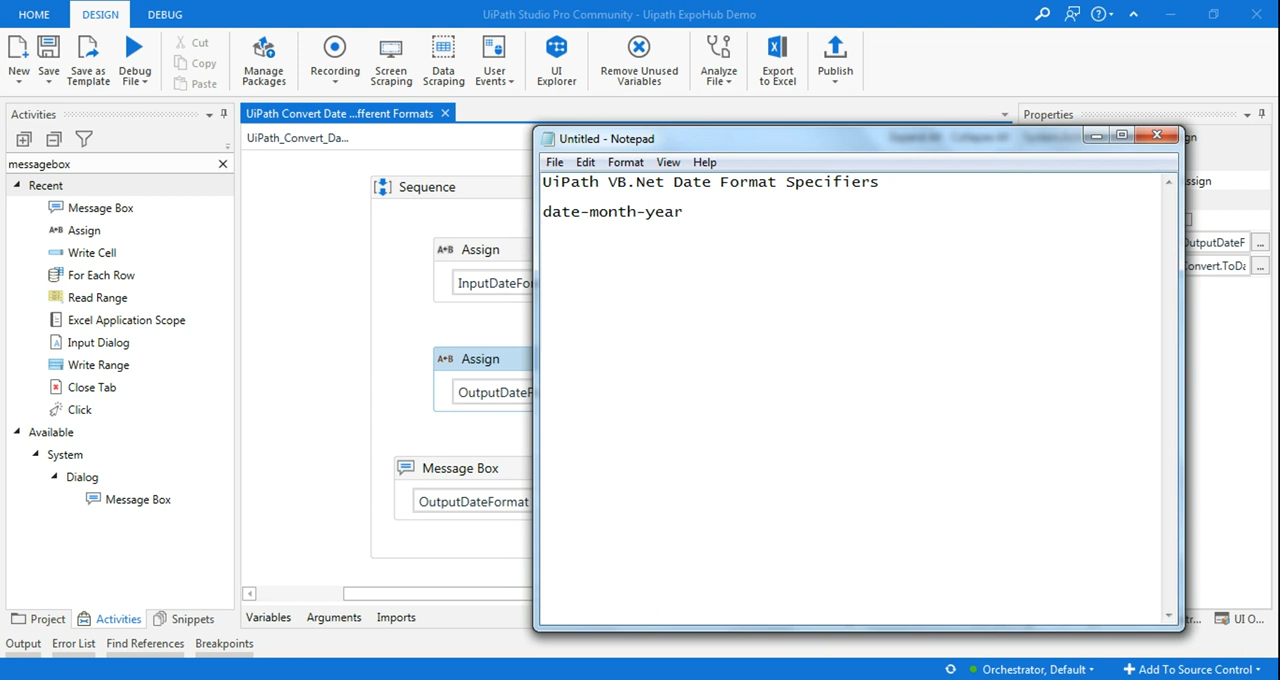 HOME DESIGN DEBUG UiPath Studio Pro Community - Uipath ExpoHub Demo
New Save Save as Template Debug File Cut Copy Paste Manage Packages Recording Screen Scraping Data Scraping User Events UI Explorer Remove Unused Variables Analyze File Export to Excel Publish
Activities
messagebox
Recent
Message Box
Assign
Write Cell
For Each Row
Read Range
Excel Application Scope
Input Dialog
Write Range
Close Tab
Click
Available
System
Dialog
Message Box
Project Activities Snippets
UiPath Convert Date ...fferent Formats
UiPath_Convert_Da...
Sequence
A+B Assign
InputDateFor
A+B Assign
OutputDateF
Message Box
OutputDateFormat
Variables Arguments Imports
Untitled - Notepad
File Edit Format View Help
UiPath VB.Net Date Format Specifiers
date-month-year
Properties
ssign
OutputDateF ...
Convert.ToDa ...
UI O...
Output Error List Find References Breakpoints
Orchestrator, Default Add To Source Control